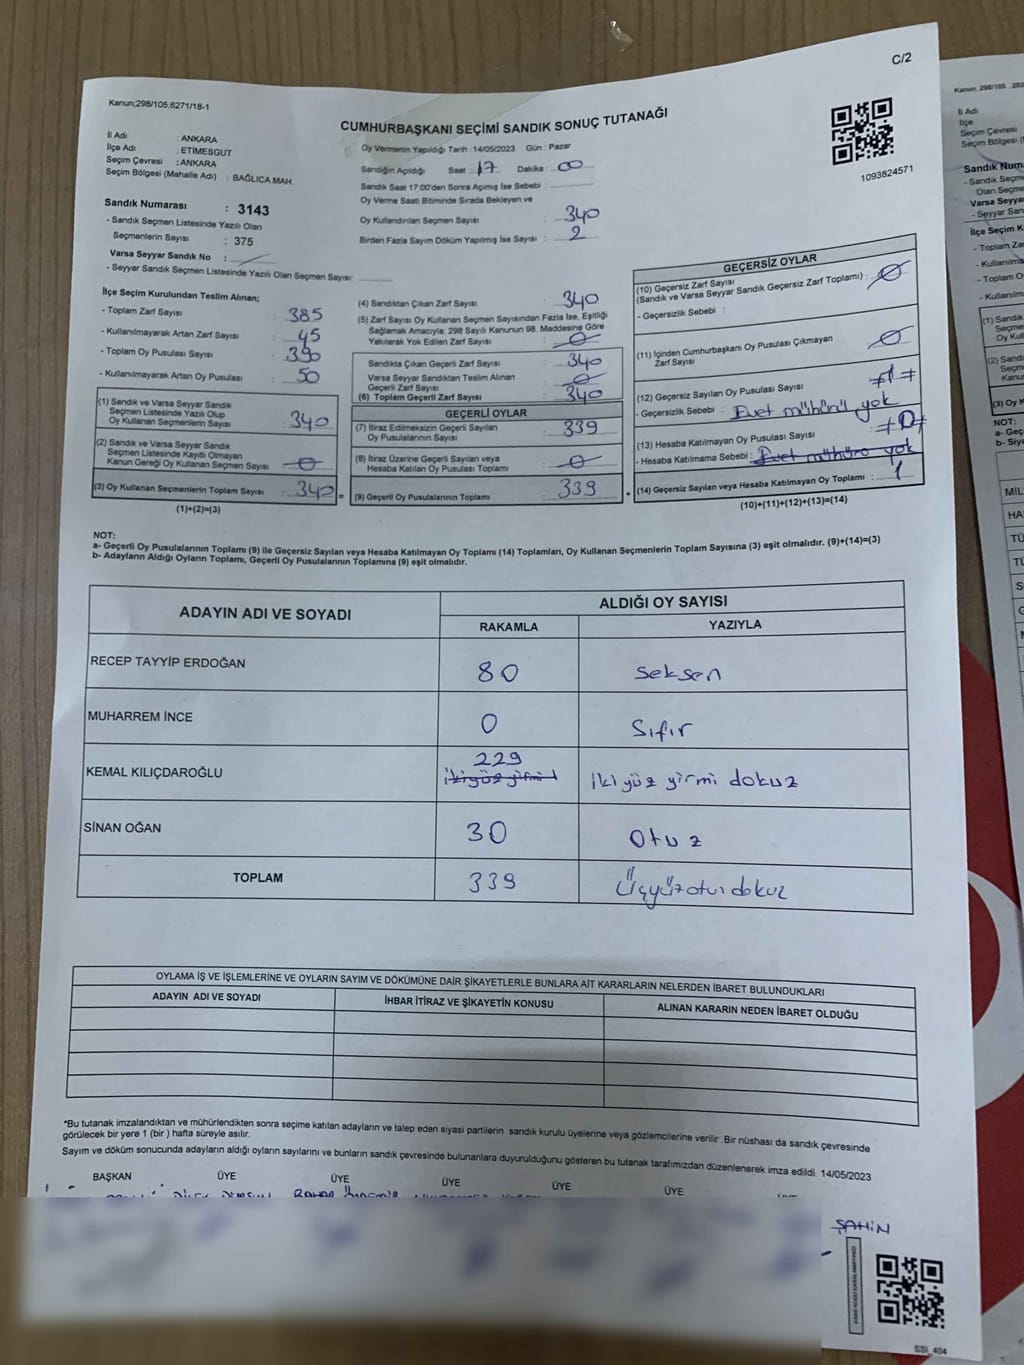 C/2
Kanun;298/105,6271/18-1
CUMHURBAŞKANI SEÇİMİ SANDIK SONUÇ TUTANAĞI
İl Adı : ANKARA
İlçe Adı : ETİMESGUT
Seçim Çevresi : ANKARA
Seçim Bölgesi (Mahalle Adı) : BAĞLICA MAH.
Oy Vermenin Yapıldığı Tarih :14/05/2023 Gün : Pazar
Sandığın Açıldığı Saat : 17 Dakika : 00
Sandık Saat 17:00'den Sonra Açılmış İse Sebebi :
Oy Verme Saati Bitiminde Sırada Bekleyen ve
Oy Kullandırılan Seçmen Sayısı : 340
Birden Fazla Sayım Döküm Yapılmış İse Sayısı : 2
1093824571
Sandık Numarası : 3143
- Sandık Seçmen Listesinde Yazılı Olan
Seçmenlerin Sayısı : 375
Varsa Seyyar Sandık No :
- Seyyar Sandık Seçmen Listesinde Yazılı Olan Seçmen Sayısı:
İlçe Seçim Kurulundan Teslim Alınan;
- Toplam Zarf Sayısı : 385
- Kullanılmayarak Artan Zarf Sayısı : 45
- Toplam Oy Pusulası Sayısı : 390
- Kullanılmayarak Artan Oy Pusulası : 50
(1) Sandık ve Varsa Seyyar Sandık
Seçmen Listesinde Yazılı Olup
Oy Kullanan Seçmenlerin Sayısı : 340
(2) Sandık ve Varsa Seyyar Sandık
Seçmen Listesinde Kayıtlı Olmayan
Kanun Gereği Oy Kullanan Seçmen Sayısı : 0
(3) Oy Kullanan Seçmenlerin Toplam Sayısı : 340 =
(1)+(2)=(3)
(4) Sandıktan Çıkan Zarf Sayısı : 340
(5) Zarf Sayısı Oy Kullanan Seçmen Sayısından Fazla İse, Eşitliği
Sağlamak Amacıyla; 298 Sayılı Kanunun 98. Maddesine Göre
Yakılarak Yok Edilen Zarf Sayısı : 0
Sandıkta Çıkan Geçerli Zarf Sayısı : 340
Varsa Seyyar Sandıktan Teslim Alınan
Geçerli Zarf Sayısı : 0
(6) Toplam Geçerli Zarf Sayısı : 340
GEÇERLİ OYLAR
(7) İtiraz Edilmeksizin Geçerli Sayılan
Oy Pusulalarının Sayısı : 339
(8) İtiraz Üzerine Geçerli Sayılan veya
Hesaba Katılan Oy Pusulası Toplamı : 0
(9) Geçerli Oy Pusulalarının Toplamı : 339 +
GEÇERSİZ OYLAR
(10) Geçersiz Zarf Sayısı
(Sandık ve Varsa Seyyar Sandık Geçersiz Zarf Toplamı) : 0
- Geçersizlik Sebebi :
(11) İçinden Cumhurbaşkanı Oy Pusulası Çıkmayan
Zarf Sayısı : 0
(12) Geçersiz Sayılan Oy Pusulası Sayısı : #1#
- Geçersizlik Sebebi : Evet mühürü yok
(13) Hesaba Katılmayan Oy Pusulası Sayısı : #0#
- Hesaba Katılmama Sebebi : Evet mühürü yok
(14) Geçersiz Sayılan veya Hesaba Katılmayan Oy Toplamı : 1
(10)+(11)+(12)+(13)=(14)
NOT:
a- Geçerli Oy Pusulalarının Toplamı (9) ile Geçersiz Sayılan veya Hesaba Katılmayan Oy Toplamı (14) Toplamları, Oy Kullanan Seçmenlerin Toplam Sayısına (3) eşit olmalıdır. (9)+(14)=(3)
b- Adayların Aldığı Oyların Toplamı, Geçerli Oy Pusulalarının Toplamına (9) eşit olmalıdır.
ADAYIN ADI VE SOYADI
ALDIĞI OY SAYISI
RAKAMLA YAZIYLA
RECEP TAYYİP ERDOĞAN 80 Seksen
MUHARREM İNCE 0 Sıfır
KEMAL KILIÇDAROĞLU 229 ikiyüz yirmi iki yüz yirmi dokuz
SİNAN OĞAN 30 Otuz
TOPLAM 339 Üçyüzotuzdokuz
OYLAMA İŞ VE İŞLEMLERİNE VE OYLARIN SAYIM VE DÖKÜMÜNE DAİR ŞİKAYETLERLE BUNLARA AİT KARARLARIN NELERDEN İBARET BULUNDUKLARI
ADAYIN ADI VE SOYADI İHBAR İTİRAZ VE ŞİKAYETİN KONUSU ALINAN KARARIN NEDEN İBARET OLDUĞU
*Bu tutanak imzalandıktan ve mühürlendikten sonra seçime katılan adayların ve talep eden siyasi partilerin sandık kurulu üyelerine veya gözlemcilerine verilir .Bir nüshası da sandık çevresinde
görülecek bir yere 1 (bir ) hafta süreyle asılır.
Sayım ve döküm sonucunda adayların aldığı oyların sayılarını ve bunların sandık çevresinde bulunanlara duyurulduğunu gösteren bu tutanak tarafımızdan düzenlenerek imza edildi. 14/05/2023
BAŞKAN ÜYE ÜYE ÜYE ÜYE ÜYE
ŞAHİN
SSI_404
Kanun, 298/105
İl Adı
İlçe
Seçim Çevresi